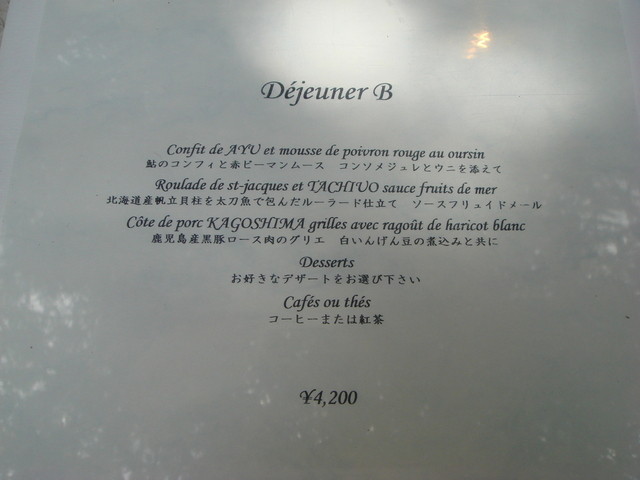 Déjeuner B
Confit de AYU et mousse de poivron rouge au oursin
鮎のコンフィと赤ピーマンムース　コンソメジュレとウニを添えて
Roulade de st-jacques et TACHIUO sauce fruits de mer
北海道産帆立貝柱を太刀魚で包んだルーラード仕立て　ソースフリュイドメール
Côte de porc KAGOSHIMA grilles avec ragoût de haricot blanc
鹿児島産黒豚ロース肉のグリエ　白いんげん豆の煮込みと共に
Desserts
お好きなデザートをお選び下さい
Cafés ou thés
コーヒーまたは紅茶
¥4,200